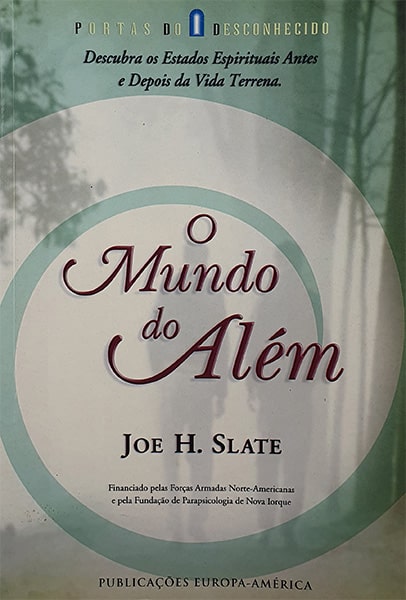 PORTAS DO DESCONHECIDO
Descubra os Estados Espirituais Antes
e Depois da Vida Terrena.
O
Mundo
do
Além
JOE H. SLATE
Financiado pelas Forças Armadas Norte-Americanas
e pela Fundação de Parapsicologia de Nova Iorque
PUBLICAÇÕES EUROPA-AMÉRICA